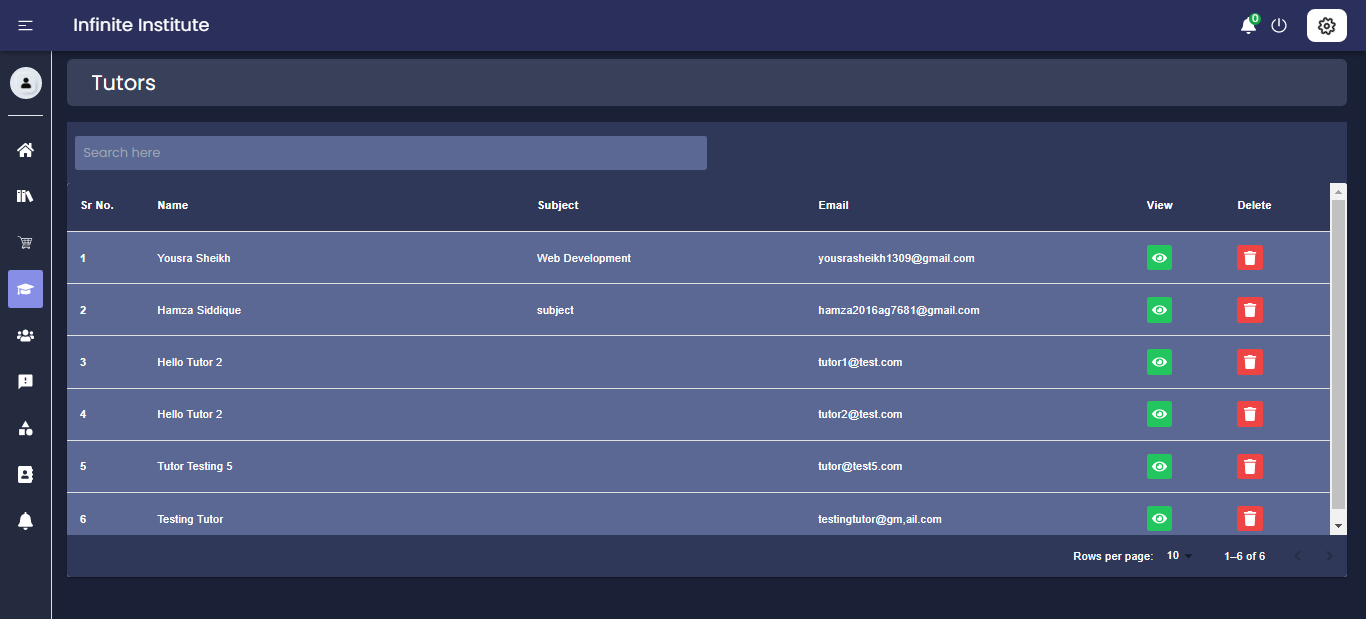 Infinite Institute
0
Tutors
Search here
Sr No. Name Subject Email View Delete
1 Yousra Sheikh Web Development yousrasheikh1309@gmail.com
2 Hamza Siddique subject hamza2016ag7681@gmail.com
3 Hello Tutor 2 tutor1@test.com
4 Hello Tutor 2 tutor2@test.com
5 Tutor Testing 5 tutor@test5.com
6 Testing Tutor testingtutor@gm,ail.com
Rows per page: 10 1–6 of 6